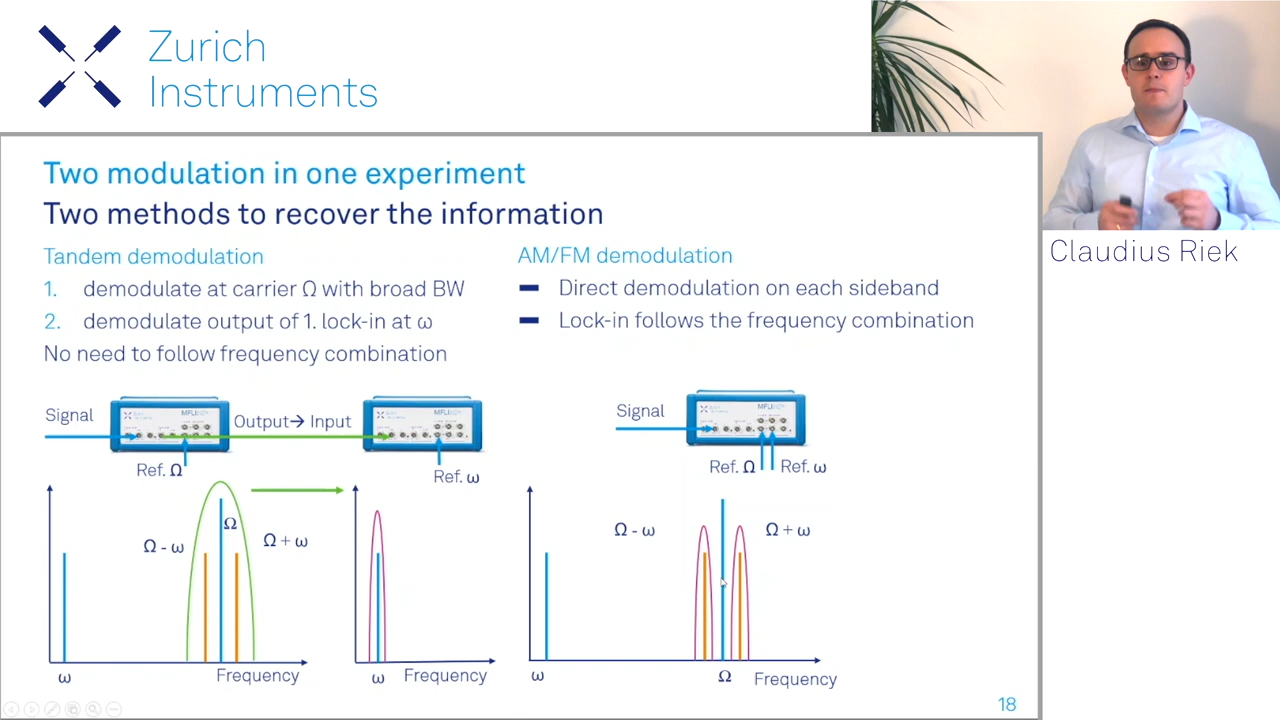 Zurich
Instruments
Two modulation in one experiment
Two methods to recover the information
Tandem demodulation
1. demodulate at carrier Ω with broad BW
2. demodulate output of 1. lock-in at ω
No need to follow frequency combination
AM/FM demodulation
Direct demodulation on each sideband
Lock-in follows the frequency combination
Claudius Riek
Signal
MFLI
Output→ Input
MFLI
Ref. Ω
Ref. ω
Signal
MFLI
Ref. Ω
Ref. ω
Ω - ω
Ω
Ω + ω
ω
Frequency
ω
Frequency
Ω - ω
Ω + ω
ω
Ω
Frequency
18